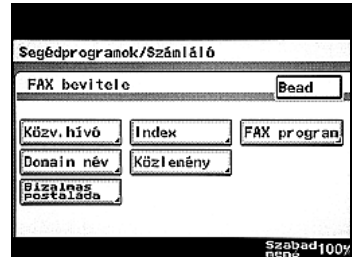 Segédprogramok/Számláló
FAX bevitele
Bead
Közv.hívó
Index
FAX program
Domain név
Közlemény
Bizalmas
postaláda
Szabad 100%